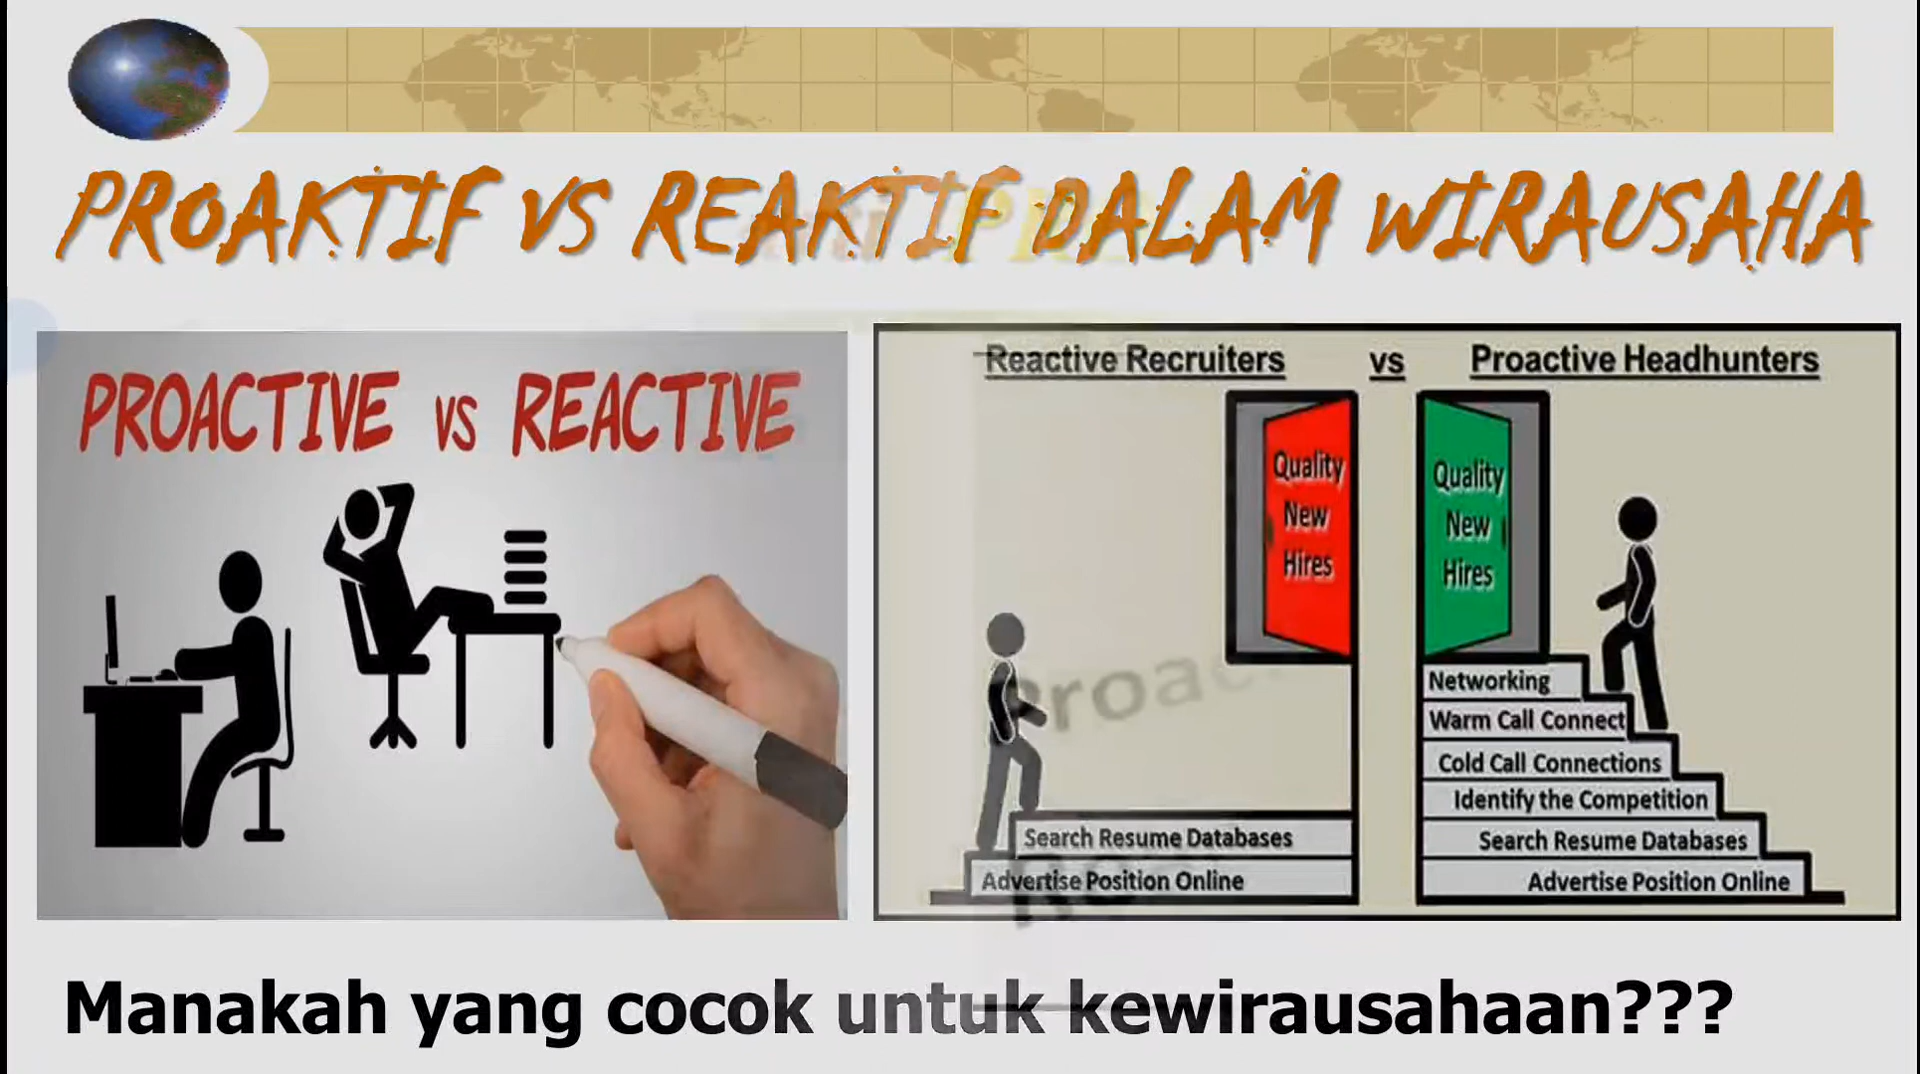 PROAKTIF VS REAKTIF DALAM WIRAUSAHA
PROACTIVE VS REACTIVE
Reactive Recruiters vs Proactive Headhunters
Quality
New
Hires
Search Resume Databases
Advertise Position Online
Quality
New
Hires
Networking
Warm Call Connect
Cold Call Connections
Identify the Competition
Search Resume Databases
Advertise Position Online
Manakah yang cocok untuk kewirausahaan???